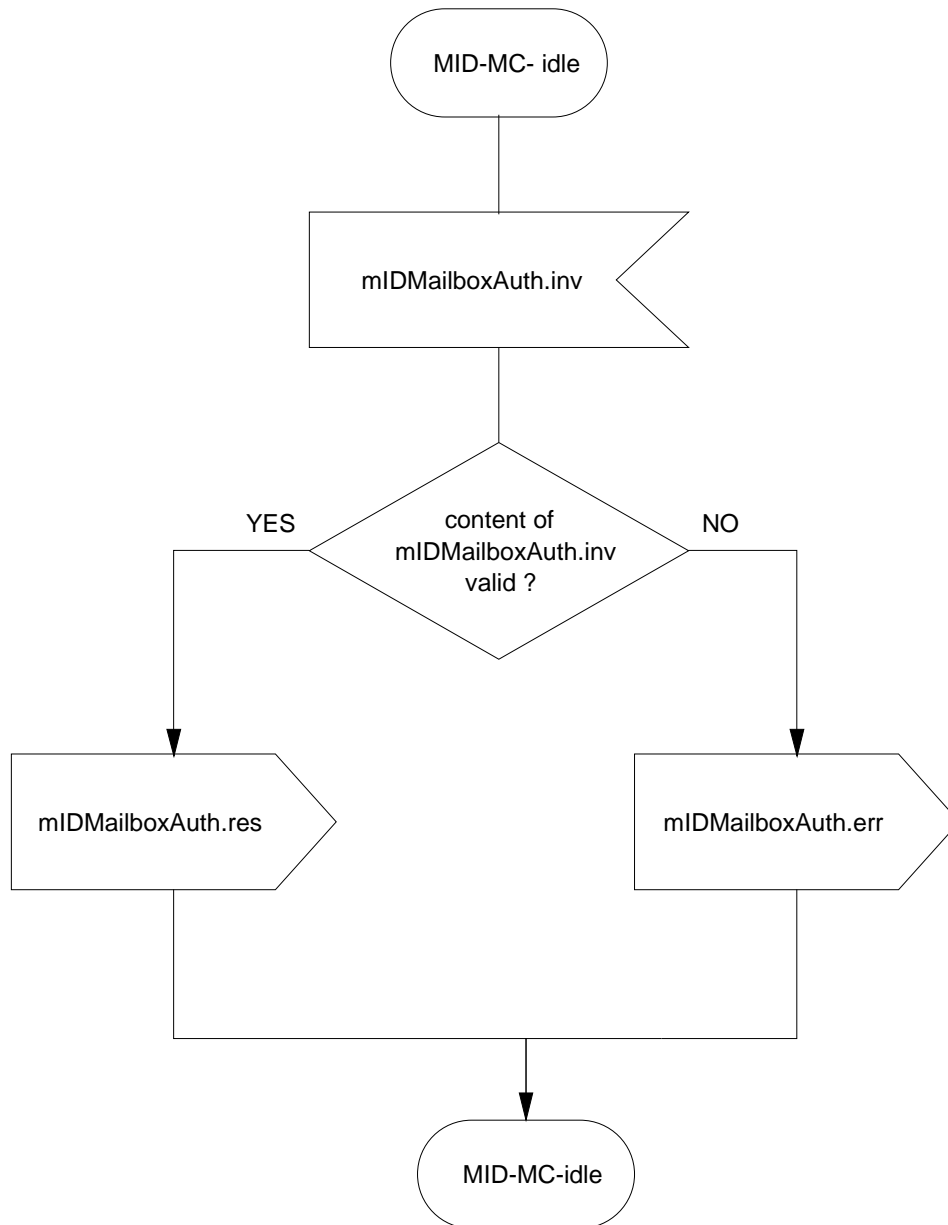 MID-MC- idle
mIDMailboxAuth.inv
YES
content of
NO
mIDMailboxAuth.inv
valid ?
mIDMailboxAuth.res
mIDMailboxAuth.err
MID-MC-idle